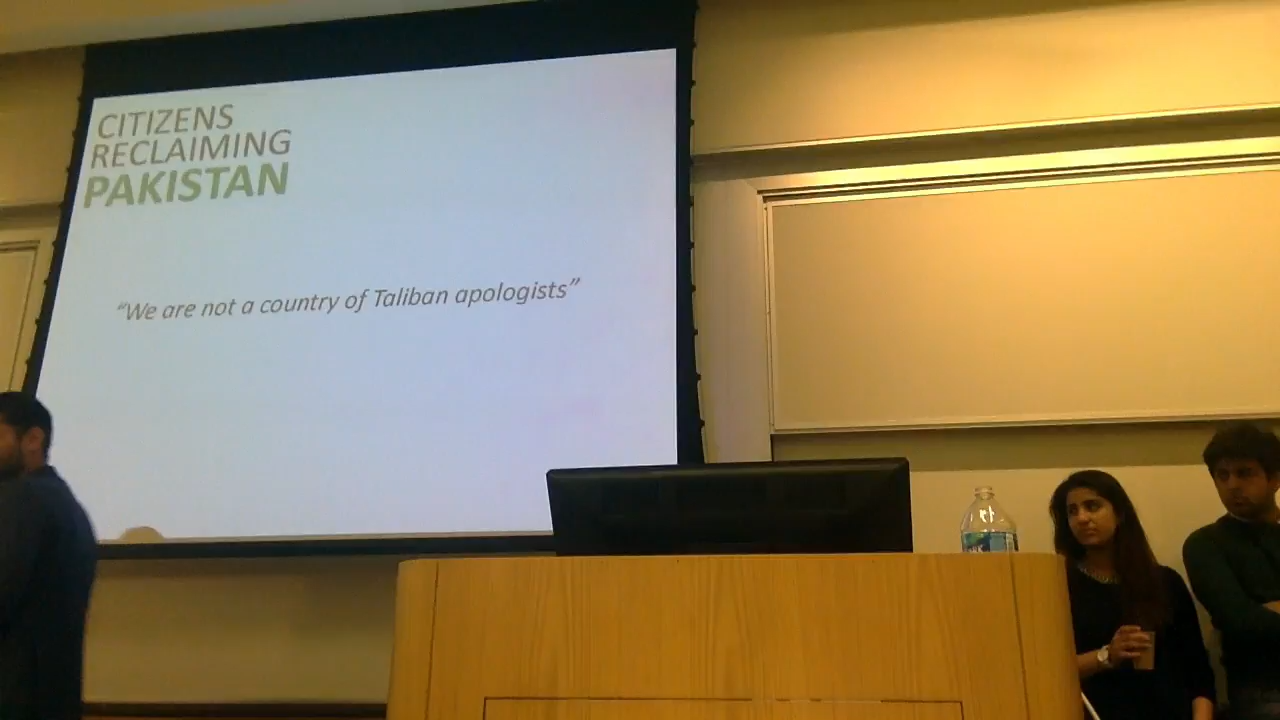 CITIZENS
RECLAIMING
PAKISTAN
“We are not a country of Taliban apologists”